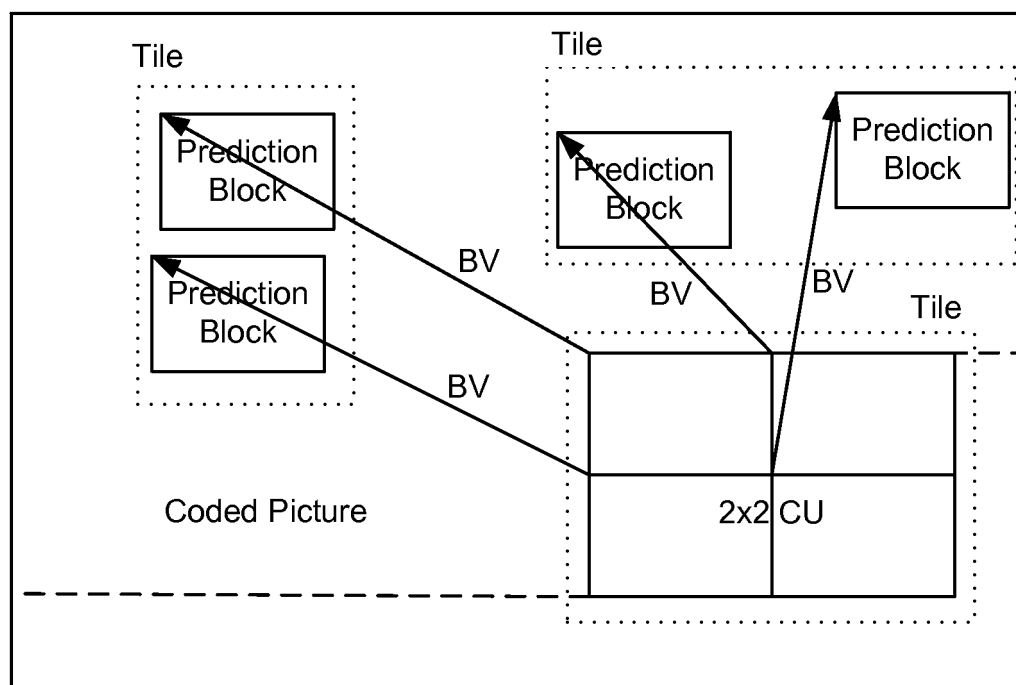 Tile
Tile
Prediction
Block
Prediction
Block
Prediction
Block
BV
BV
BV
Prediction
Block
Tile
BV
Coded Picture
2x2 CU